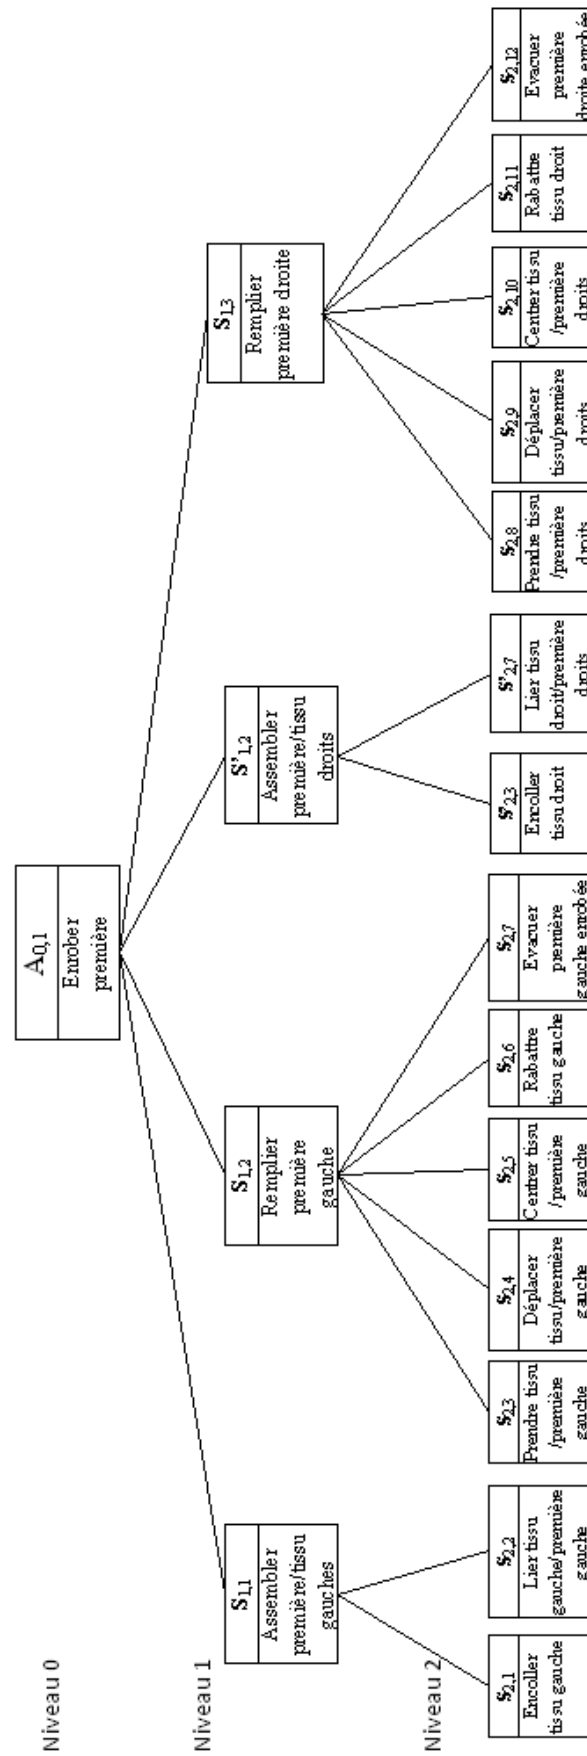 Niveau 0
A0,1
Enrober
première
Niveau 1
S1,1
Assembler
première/tissu
gauches
S1,2
Remplier
première
gauche
S'1,2
Assembler
première/tissu
droits
S1,3
Remplier
première droite
Niveau 2
S2,1
Encoller
tissu gauche
S2,2
Lier tissu
gauche/première
gauche
S2,3
Prendre tissu
/première
gauche
S2,4
Déplacer
tissu/première
gauche
S2,5
Centrer tissu
/première
gauche
S2,6
Rabattre
tissu gauche
S2,7
Evacuer
première
gauche enrobée
S'2,3
Encoller
tissu droit
S'2,7
Lier tissu
droit/première
droits
S2,8
Prendre tissu
/première
droits
S2,9
Déplacer
tissu/première
droits
S2,10
Centrer tissu
/première
droits
S2,11
Rabattre
tissu droit
S2,12
Evacuer
première
droite enrobée